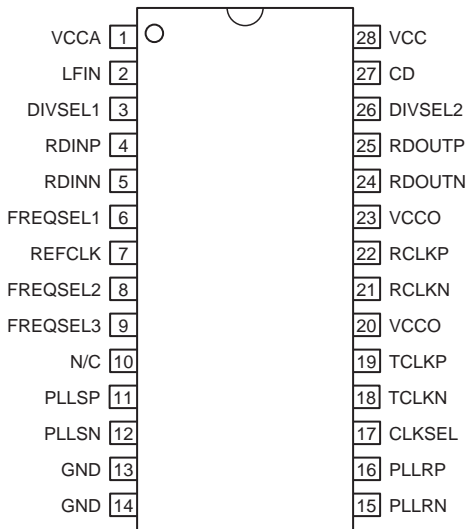 VCCA 1 28 VCC
LFIN 2 27 CD
DIVSEL1 3 26 DIVSEL2
RDINP 4 25 RDOUTP
RDINN 5 24 RDOUTN
FREQSEL1 6 23 VCCO
REFCLK 7 22 RCLKP
FREQSEL2 8 21 RCLKN
FREQSEL3 9 20 VCCO
N/C 10 19 TCLKP
PLLSP 11 18 TCLKN
PLLSN 12 17 CLKSEL
GND 13 16 PLLRP
GND 14 15 PLLRN